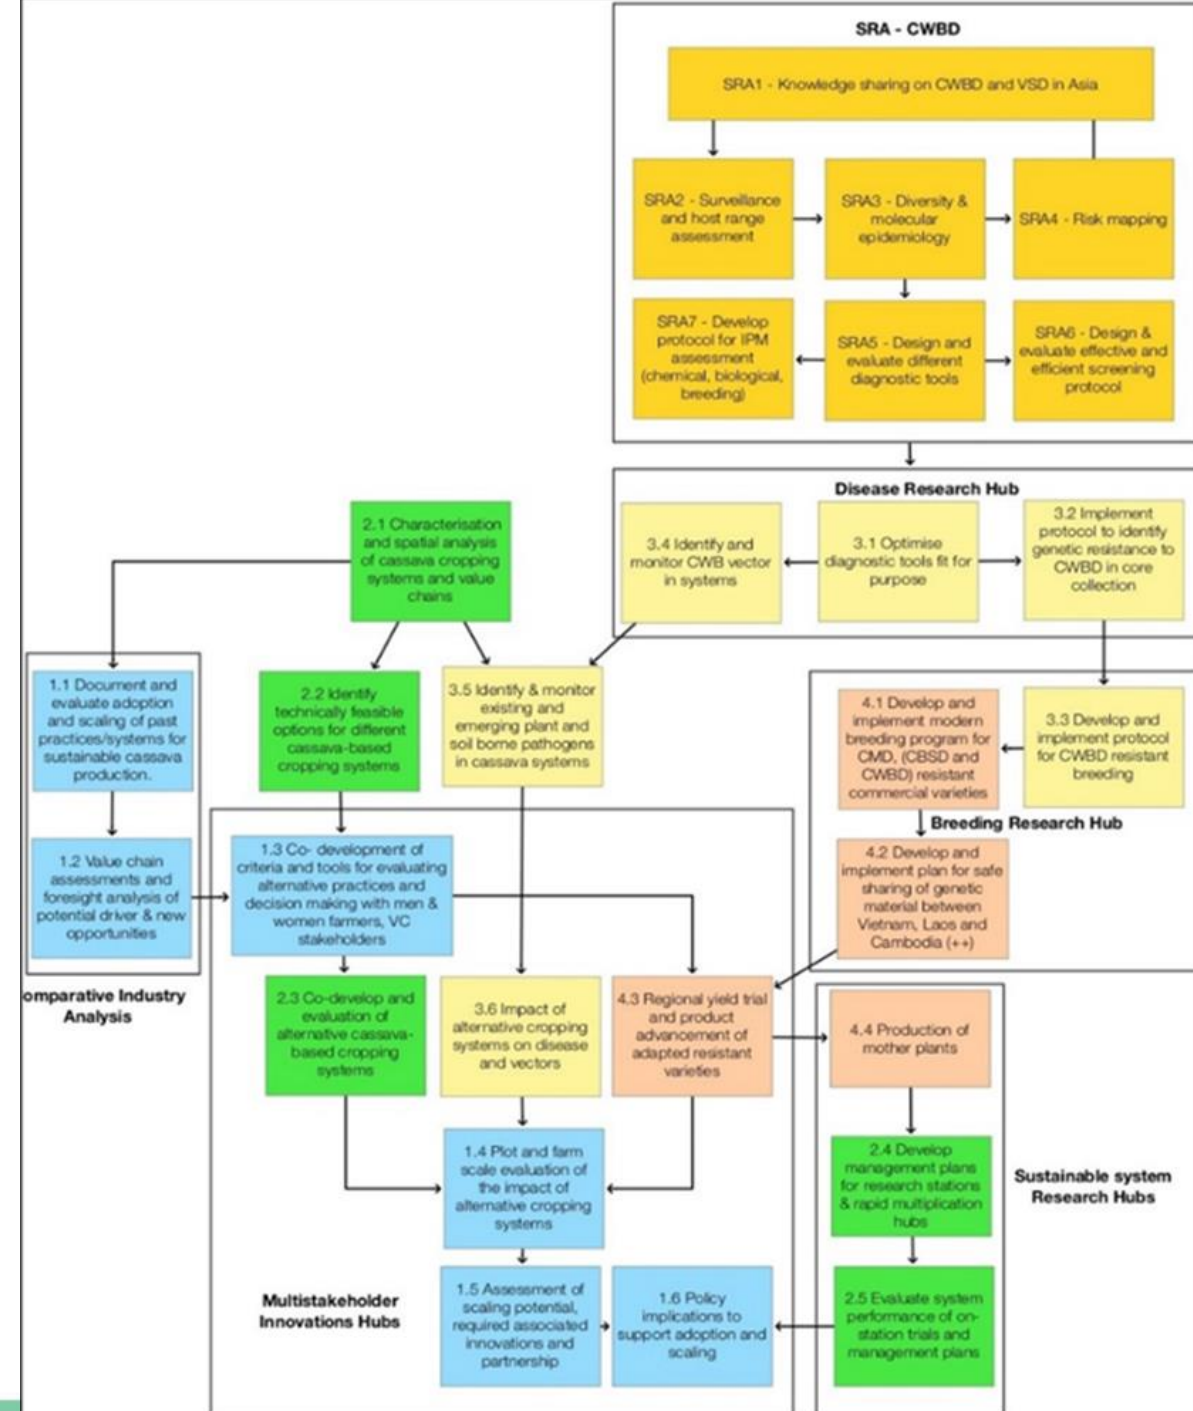 SRA - CWBD
SRA1 - Knowledge sharing on CWBD and VSD in Asia
SRA2 - Surveillance
and host range
assessment
SRA3 - Diversity &
molecular
epidemiology
SRA4 - Risk mapping
SRA7 - Develop
protocol for IPM
assessment
(chemical, biological,
breeding)
SRA5 - Design and
evaluate different
diagnostic tools
SRA6 - Design &
evaluate effective and
efficient screening
protocol
Disease Research Hub
2.1 Characterisation
and spatial analysis
of cassava cropping
systems and value
chains
3.4 Identify and
monitor CWB vector
in systems
3.1 Optimise
diagnostic tools fit for
purpose
3.2 Implement
protocol to identify
genetic resistance to
CWBD in core
collection
1.1 Document and
evaluate adoption
and scaling of past
practices/systems for
sustainable cassava
production.
2.2 Identify
technically feasible
options for different
cassava-based
cropping systems
3.5 Identify & monitor
existing and
emerging plant and
soil borne pathogens
in cassava systems
4.1 Develop and
implement modern
breeding program for
CMD, (CBSD and
CWBD) resistant
commercial varieties
3.3 Develop and
implement protocol
for CWBD resistant
breeding
Breeding Research Hub
1.2 Value chain
assessments and
foresight analysis of
potential driver & new
opportunities
1.3 Co- development of
criteria and tools for evaluating
alternative practices and
decision making with men &
women farmers, VC
stakeholders
4.2 Develop and
implement plan for safe
sharing of genetic
material between
Vietnam, Laos and
Cambodia (++)
omparative Industry
Analysis
2.3 Co-develop and
evaluation of
alternative cassava-
based cropping
systems
3.6 Impact of
alternative cropping
systems on disease
and vectors
4.3 Regional yield trial
and product
advancement of
adapted resistant
varieties
4.4 Production of
mother plants
1.4 Plot and farm
scale evaluation of
the impact of
alternative cropping
systems
2.4 Develop
management plans
for research stations
& rapid multiplication
hubs
Sustainable system
Research Hubs
Multistakeholder
Innovations Hubs
1.5 Assessment of
scaling potential,
required associated
innovations and
partnership
1.6 Policy
implications to
support adoption and
scaling
2.5 Evaluate system
performance of on-
station trials and
management plans